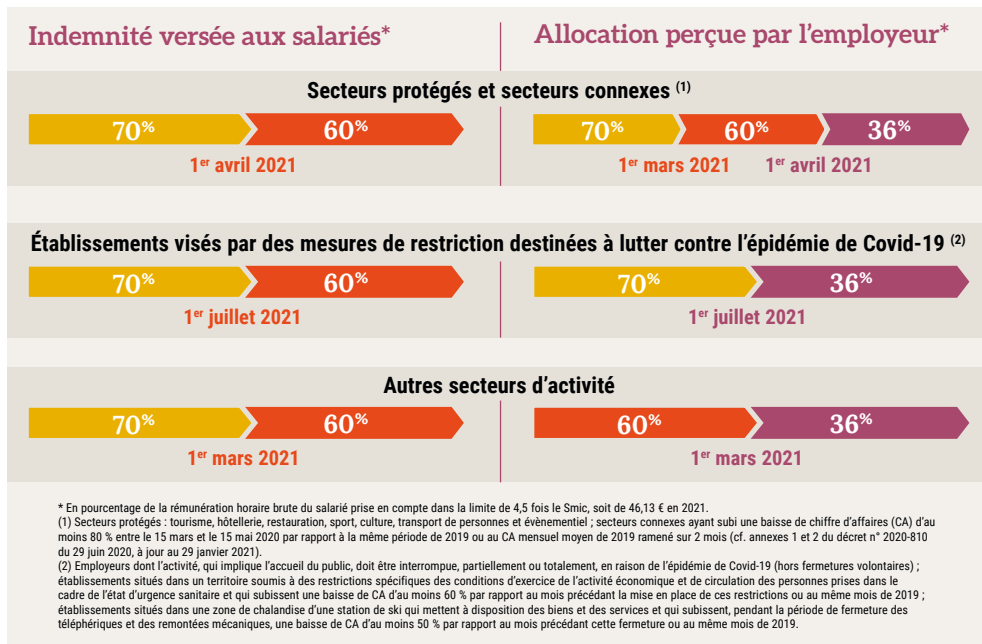 Indemnité versée aux salariés*
Allocation perçue par l'employeur*
Secteurs protégés et secteurs connexes (1)
70% 60%
1er avril 2021
70% 60% 36%
1er mars 2021 1er avril 2021
Établissements visés par des mesures de restriction destinées à lutter contre l'épidémie de Covid-19 (2)
70% 60%
1er juillet 2021
70% 36%
1er juillet 2021
Autres secteurs d'activité
70% 60%
1er mars 2021
60% 36%
1er mars 2021
* En pourcentage de la rémunération horaire brute du salarié prise en compte dans la limite de 4,5 fois le Smic, soit de 46,13 € en 2021.
(1) Secteurs protégés : tourisme, hôtellerie, restauration, sport, culture, transport de personnes et évènementiel ; secteurs connexes ayant subi une baisse de chiffre d'affaires (CA) d'au
moins 80 % entre le 15 mars et le 15 mai 2020 par rapport à la même période de 2019 ou au CA mensuel moyen de 2019 ramené sur 2 mois (cf. annexes 1 et 2 du décret n° 2020-810
du 29 juin 2020, à jour au 29 janvier 2021).
(2) Employeurs dont l'activité, qui implique l'accueil du public, doit être interrompue, partiellement ou totalement, en raison de l'épidémie de Covid-19 (hors fermetures volontaires) ;
établissements situés dans un territoire soumis à des restrictions spécifiques des conditions d'exercice de l'activité économique et de circulation des personnes prises dans le
cadre de l'état d'urgence sanitaire et qui subissent une baisse de CA d'au moins 60 % par rapport au mois précédant la mise en place de ces restrictions ou au même mois de 2019 ;
établissements situés dans une zone de chalandise d'une station de ski qui mettent à disposition des biens et des services et qui subissent, pendant la période de fermeture des
téléphériques et des remontées mécaniques, une baisse de CA d'au moins 50 % par rapport au mois précédant cette fermeture ou au même mois de 2019.